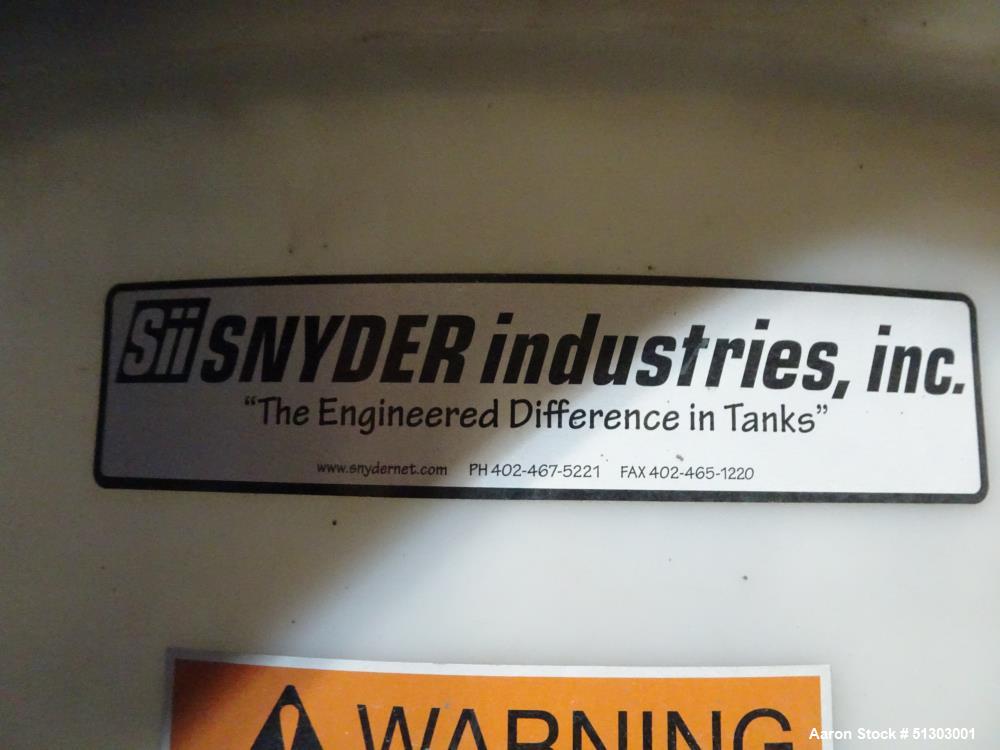 Sii SNYDER industries, inc.
"The Engineered Difference in Tanks"
www.snydernet.com PH 402-467-5221 FAX 402-465-1220
WARNING
Aaron Stock # 51303001